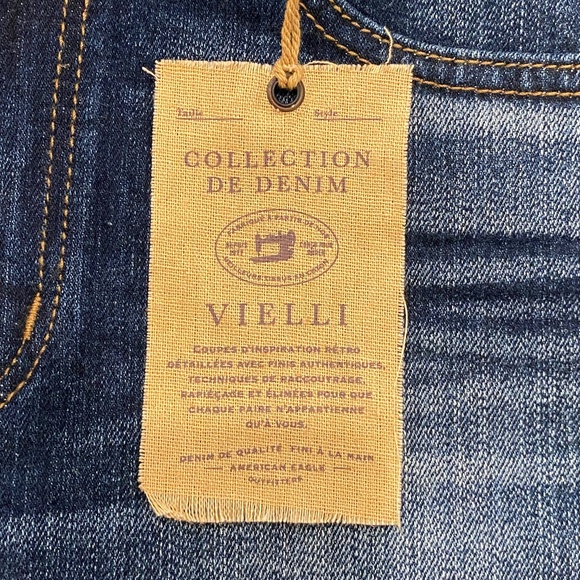 Taille Style
COLLECTION
DE DENIM
VIELLI
COUPES D'INSPIRATION RÉTRO
DÉTAILLÉES AVEC FINIS AUTHENTIQUES,
TECHNIQUES DE RACCOUTRAGE,
RAPIÉÇAGE ET ÉLIMÉES POUR QUE
CHAQUE PAIRE N'APPARTIENNE
QU'À VOUS.
DENIM DE QUALITÉ FINI À LA MAIN
AMERICAN EAGLE
OUTFITTERS